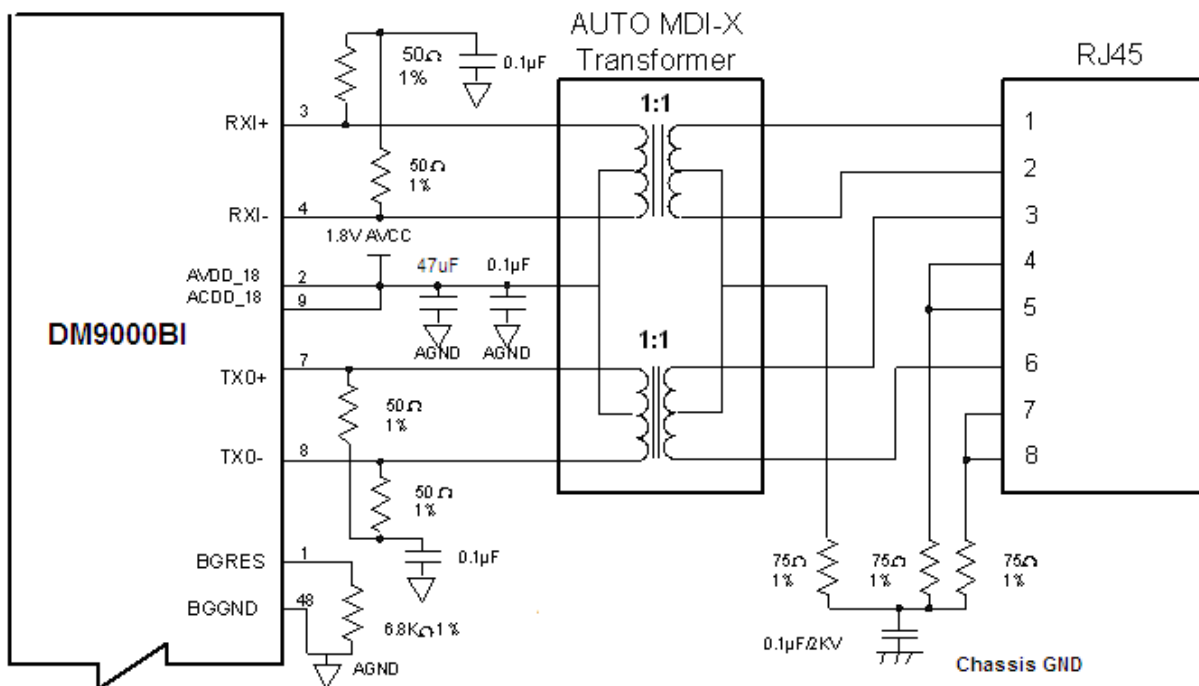 AUTO MDI-X
Transformer
RJ45
50Ω
1%
0.1µF
1:1
3
RXI+
1
50Ω
1%
2
RXI-
4
3
1.8V AVCC
4
AVDD_18
2
47uF
0.1µF
ACDD_18
9
5
DM9000BI
AGND
AGND
1:1
6
TX0+
7
50Ω
1%
7
TX0-
8
8
50Ω
1%
BGRES
1
0.1µF
75Ω
1%
75Ω
1%
75Ω
1%
BGGND
48
6.8KΩ 1%
AGND
0.1µF/2KV
Chassis GND